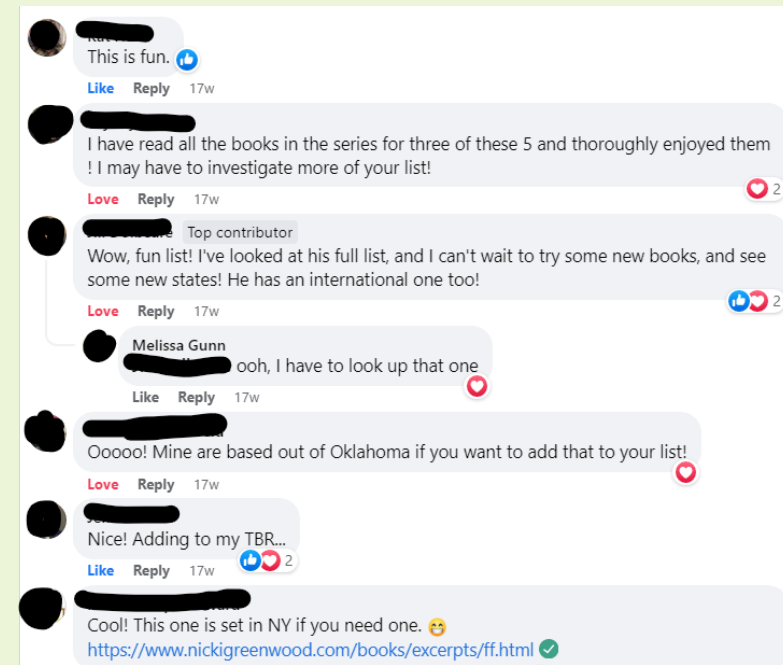 This is fun.
Like Reply 17w
I have read all the books in the series for three of these 5 and thoroughly enjoyed them
! I may have to investigate more of your list!
2
Love Reply 17w
Top contributor
Wow, fun list! I've looked at his full list, and I can't wait to try some new books, and see
some new states! He has an international one too!
2
Love Reply 17w
Melissa Gunn
ooh, I have to look up that one
Like Reply 17w
Ooooo! Mine are based out of Oklahoma if you want to add that to your list!
Love Reply 17w
Nice! Adding to my TBR...
2
Like Reply 17w
Cool! This one is set in NY if you need one. 😁
https://www.nickigreenwood.com/books/excerpts/ff.html